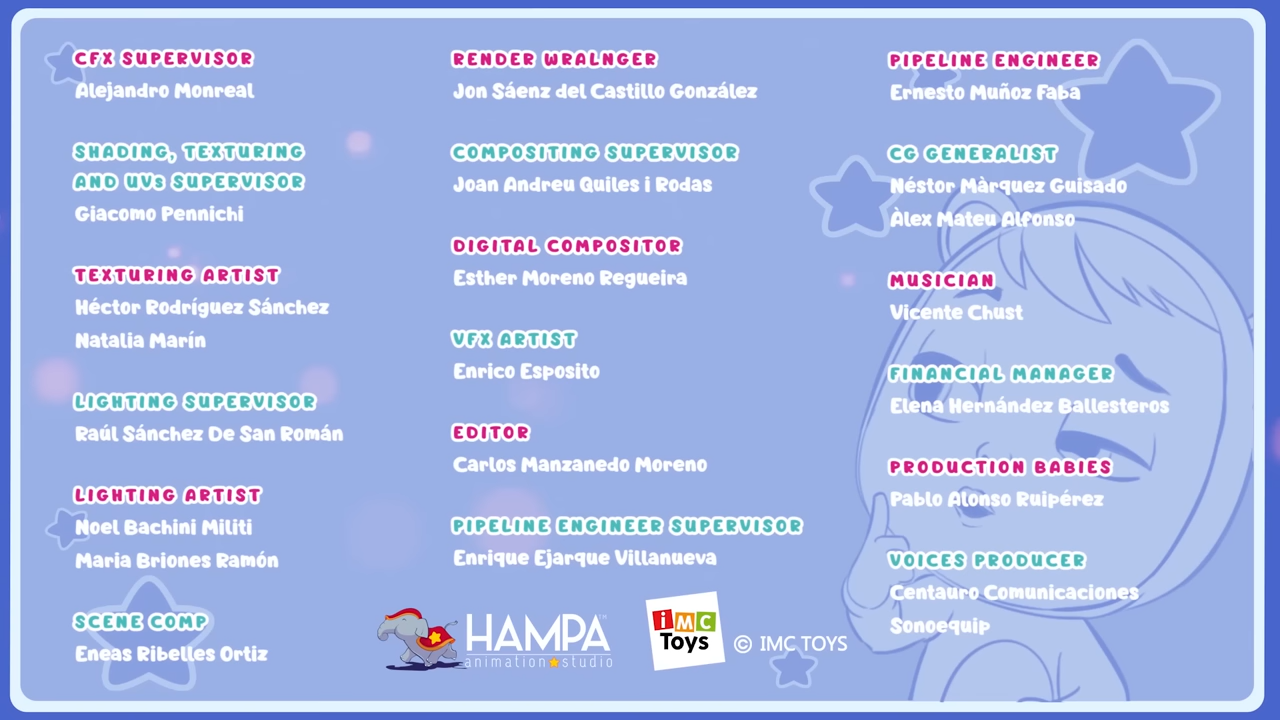 CFX SUPERVISOR
Alejandro Monreal
SHADING, TEXTURING
AND UVs SUPERVISOR
Giacomo Pennichi
TEXTURING ARTIST
Héctor Rodríguez Sánchez
Natalia Marín
LIGHTING SUPERVISOR
Raúl Sánchez De San Román
LIGHTING ARTIST
Noel Bachini Militi
Maria Briones Ramón
SCENE COMP
Eneas Ribelles Ortiz
RENDER WRALNGER
Jon Sáenz del Castillo González
COMPOSITING SUPERVISOR
Joan Andreu Quiles i Rodas
DIGITAL COMPOSITOR
Esther Moreno Regueira
VFX ARTIST
Enrico Esposito
EDITOR
Carlos Manzanedo Moreno
PIPELINE ENGINEER SUPERVISOR
Enrique Ejarque Villanueva
PIPELINE ENGINEER
Ernesto Muñoz Faba
CG GENERALIST
Néstor Màrquez Guisado
Àlex Mateu Alfonso
MUSICIAN
Vicente Chust
FINANCIAL MANAGER
Elena Hernández Ballesteros
PRODUCTION BABIES
Pablo Alonso Ruipérez
VOICES PRODUCER
Centauro Comunicaciones
Sonoequip
HAMPA™
animation studio
iMC
Toys
© IMC TOYS